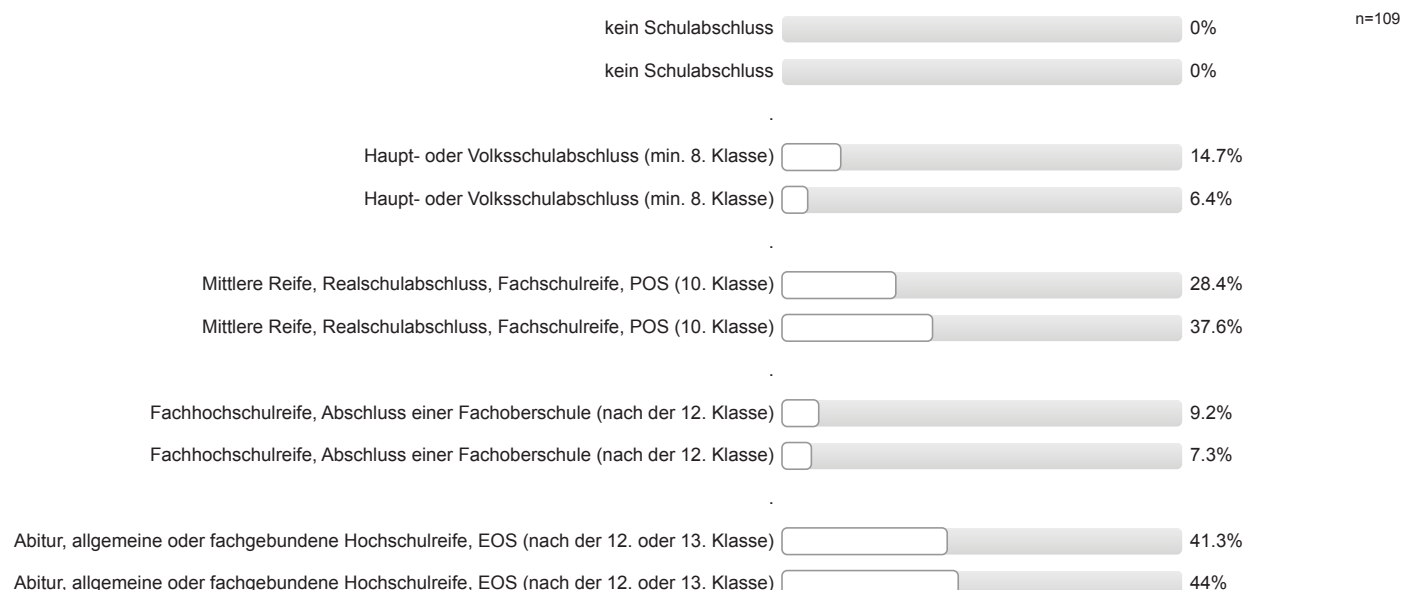 kein Schulabschluss 0% n=109
kein Schulabschluss 0%
.
Haupt- oder Volksschulabschluss (min. 8. Klasse) 14.7%
Haupt- oder Volksschulabschluss (min. 8. Klasse) 6.4%
.
Mittlere Reife, Realschulabschluss, Fachschulreife, POS (10. Klasse) 28.4%
Mittlere Reife, Realschulabschluss, Fachschulreife, POS (10. Klasse) 37.6%
.
Fachhochschulreife, Abschluss einer Fachoberschule (nach der 12. Klasse) 9.2%
Fachhochschulreife, Abschluss einer Fachoberschule (nach der 12. Klasse) 7.3%
.
Abitur, allgemeine oder fachgebundene Hochschulreife, EOS (nach der 12. oder 13. Klasse) 41.3%
Abitur, allgemeine oder fachgebundene Hochschulreife, EOS (nach der 12. oder 13. Klasse) 44%